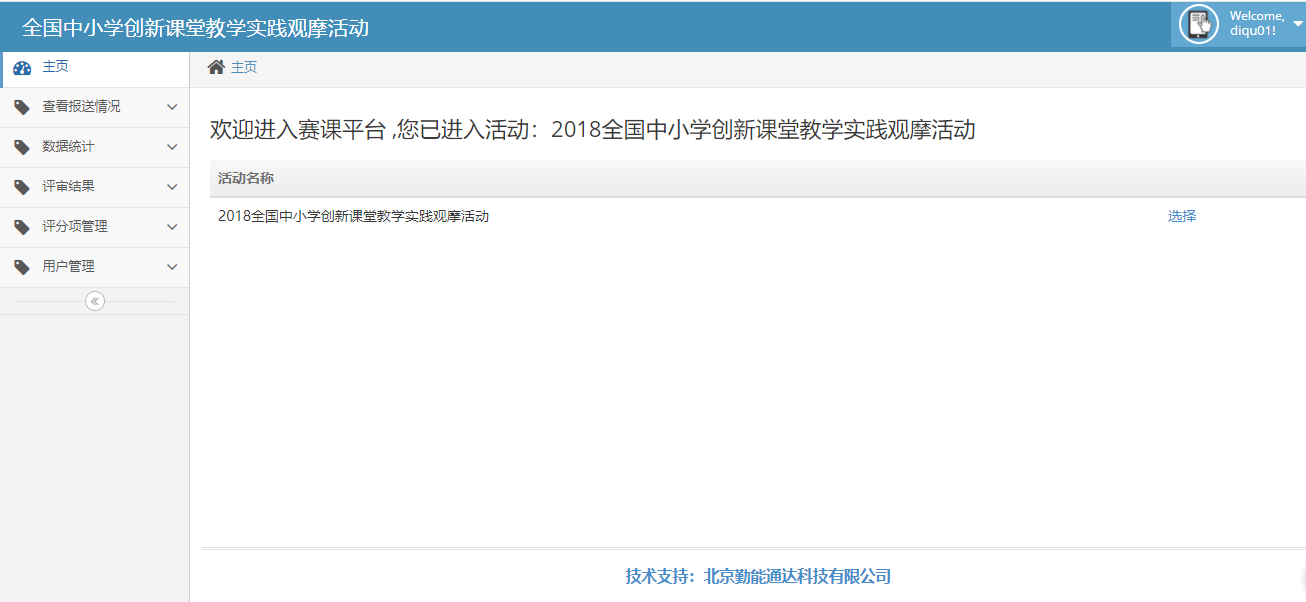 全国中小学创新课堂教学实践观摩活动
Welcome,
diqu01!
主页
查看报送情况
数据统计
评审结果
评分项管理
用户管理
主页
欢迎进入赛课平台 ,您已进入活动：2018全国中小学创新课堂教学实践观摩活动
活动名称
2018全国中小学创新课堂教学实践观摩活动
选择
技术支持：北京勤能通达科技有限公司